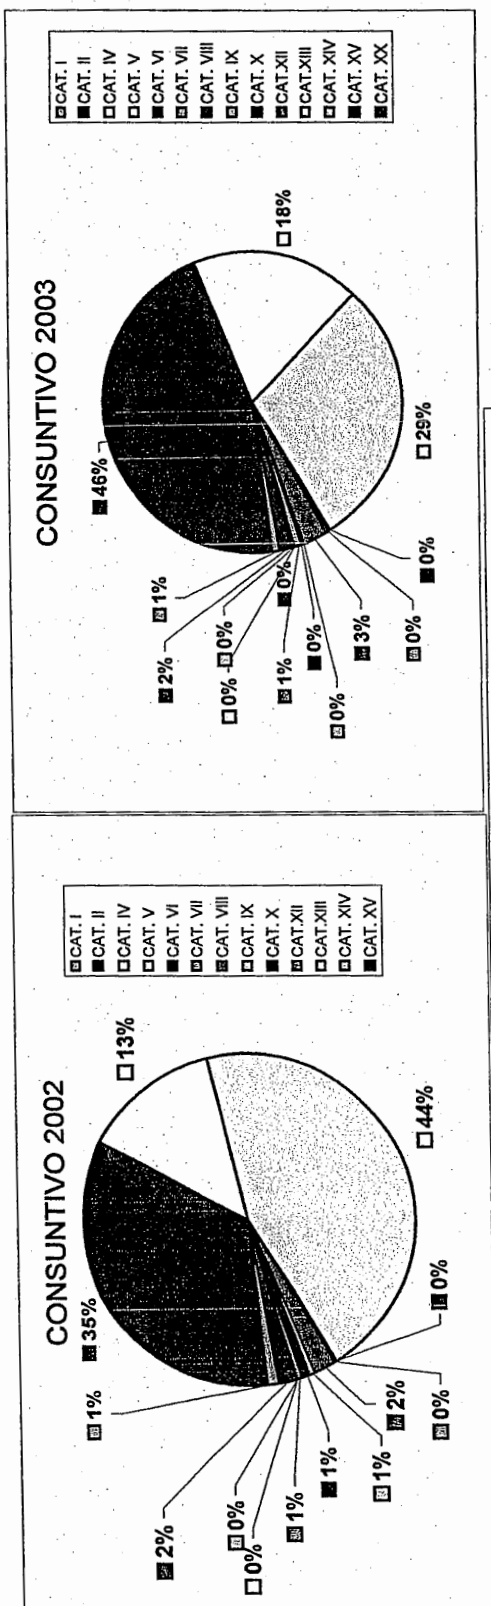 CONSUNTIVO 2002
35%
1%
2%
0%
0%
1%
1%
1%
2%
0%
0%
44%
13%
CAT. I
CAT. II
CAT. IV
CAT. V
CAT. VI
CAT. VII
CAT. VIII
CAT. IX
CAT. X
CAT.XII
CAT.XIII
CAT. XIV
CAT. XV
CONSUNTIVO 2003
46%
1%
2%
0%
0%
0%
1%
0%
0%
3%
0%
0%
29%
18%
CAT. I
CAT. II
CAT. IV
CAT. V
CAT. VI
CAT. VII
CAT. VIII
CAT. IX
CAT. X
CAT.XII
CAT.XIII
CAT. XIV
CAT. XV
CAT. XX